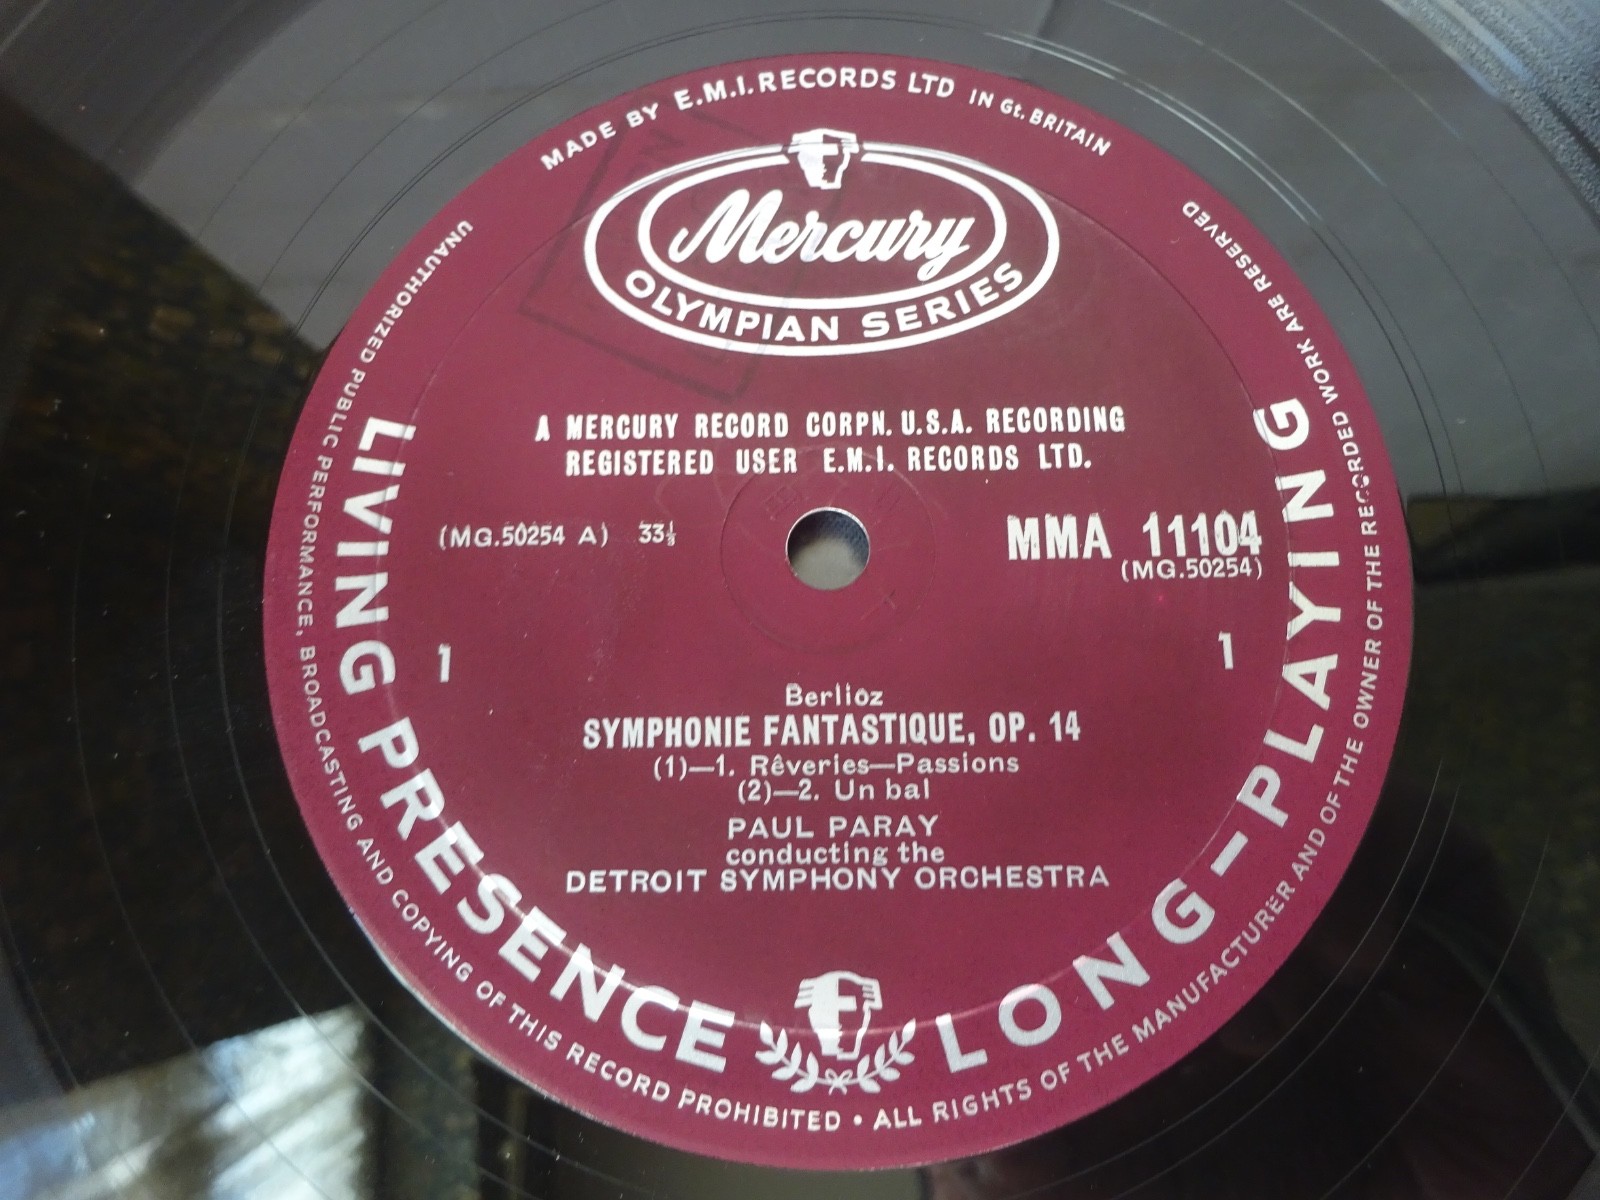 MADE BY E.M.I. RECORDS LTD IN Gt. BRITAIN
Mercury
OLYMPIAN SERIES
A MERCURY RECORD CORPN. U.S.A. RECORDING
REGISTERED USER E.M.I. RECORDS LTD.
(MG.50254 A) 33⅓
MMA 11104
(MG.50254)
1 1
Berlioz
SYMPHONIE FANTASTIQUE, OP. 14
(1)—1. Rêveries—Passions
(2)—2. Un bal
PAUL PARAY
conducting the
DETROIT SYMPHONY ORCHESTRA
LIVING PRESENCE LONG-PLAYING
UNAUTHORIZED PUBLIC PERFORMANCE, BROADCASTING AND COPYING OF THIS RECORD PROHIBITED • ALL RIGHTS OF THE MANUFACTURER AND OF THE OWNER OF THE RECORDED WORK ARE RESERVED